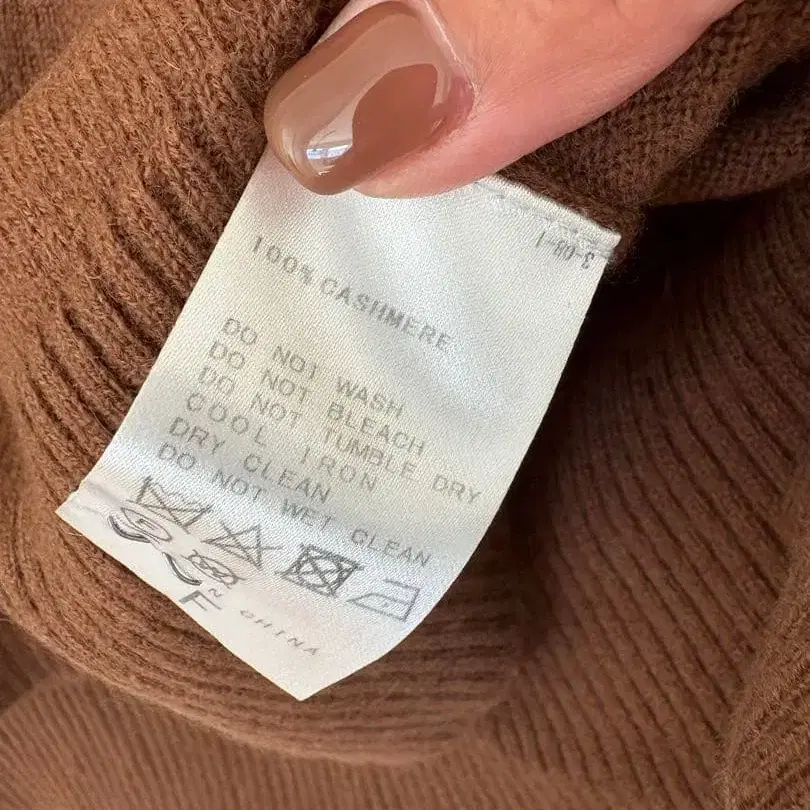 100% CASHMERE
DO NOT WASH
DO NOT BLEACH
DO NOT TUMBLE DRY
COOL IRON
DRY CLEAN
DO NOT WET CLEAN
CHINA